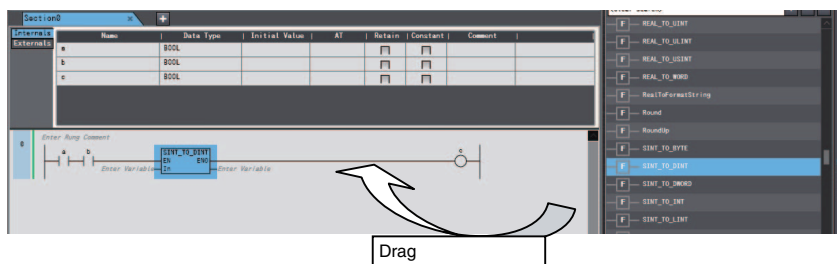 Section0 × +
Internals
Externals
Name Data Type Initial Value AT Retain Constant Comment
a BOOL
b BOOL
c BOOL
0 Enter Rung Comment
a b c
SINT_TO_DINT
EN ENO
Enter Variable In Enter Variable
F REAL_TO_UINT
F REAL_TO_ULINT
F REAL_TO_USINT
F REAL_TO_WORD
F RealToFormatString
F Round
F RoundUp
F SINT_TO_BYTE
F SINT_TO_DINT
F SINT_TO_DWORD
F SINT_TO_INT
F SINT_TO_LINT
Drag